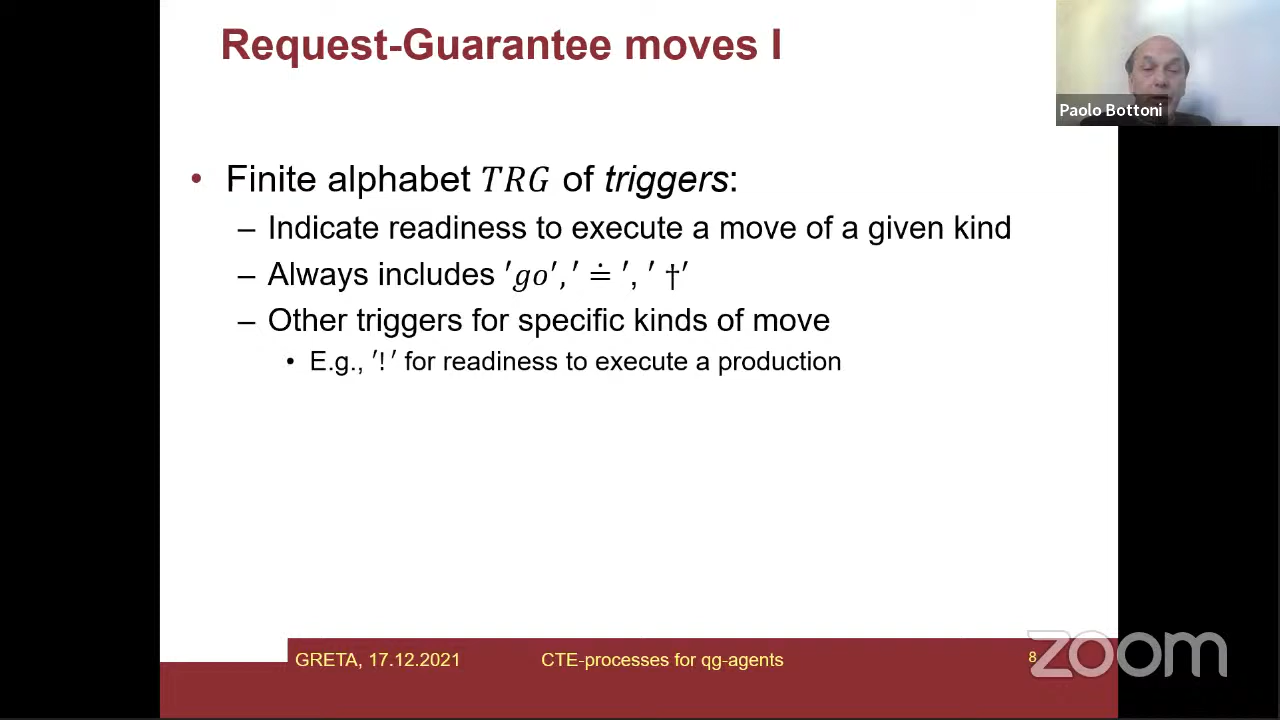 Request-Guarantee moves I
Paolo Bottoni
• Finite alphabet TRG of triggers:
– Indicate readiness to execute a move of a given kind
– Always includes ′go′,′ ≐ ′, ′ †′
– Other triggers for specific kinds of move
• E.g., ′! ′ for readiness to execute a production
GRETA, 17.12.2021 CTE-processes for qg-agents 8
zoom